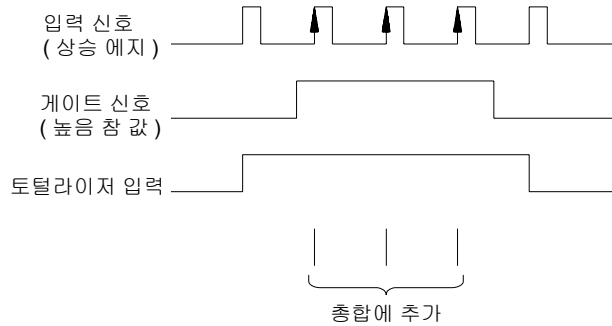 입력 신호
( 상승 에지 )
게이트 신호
( 높음 참 값 )
토털라이저 입력
총합에 추가